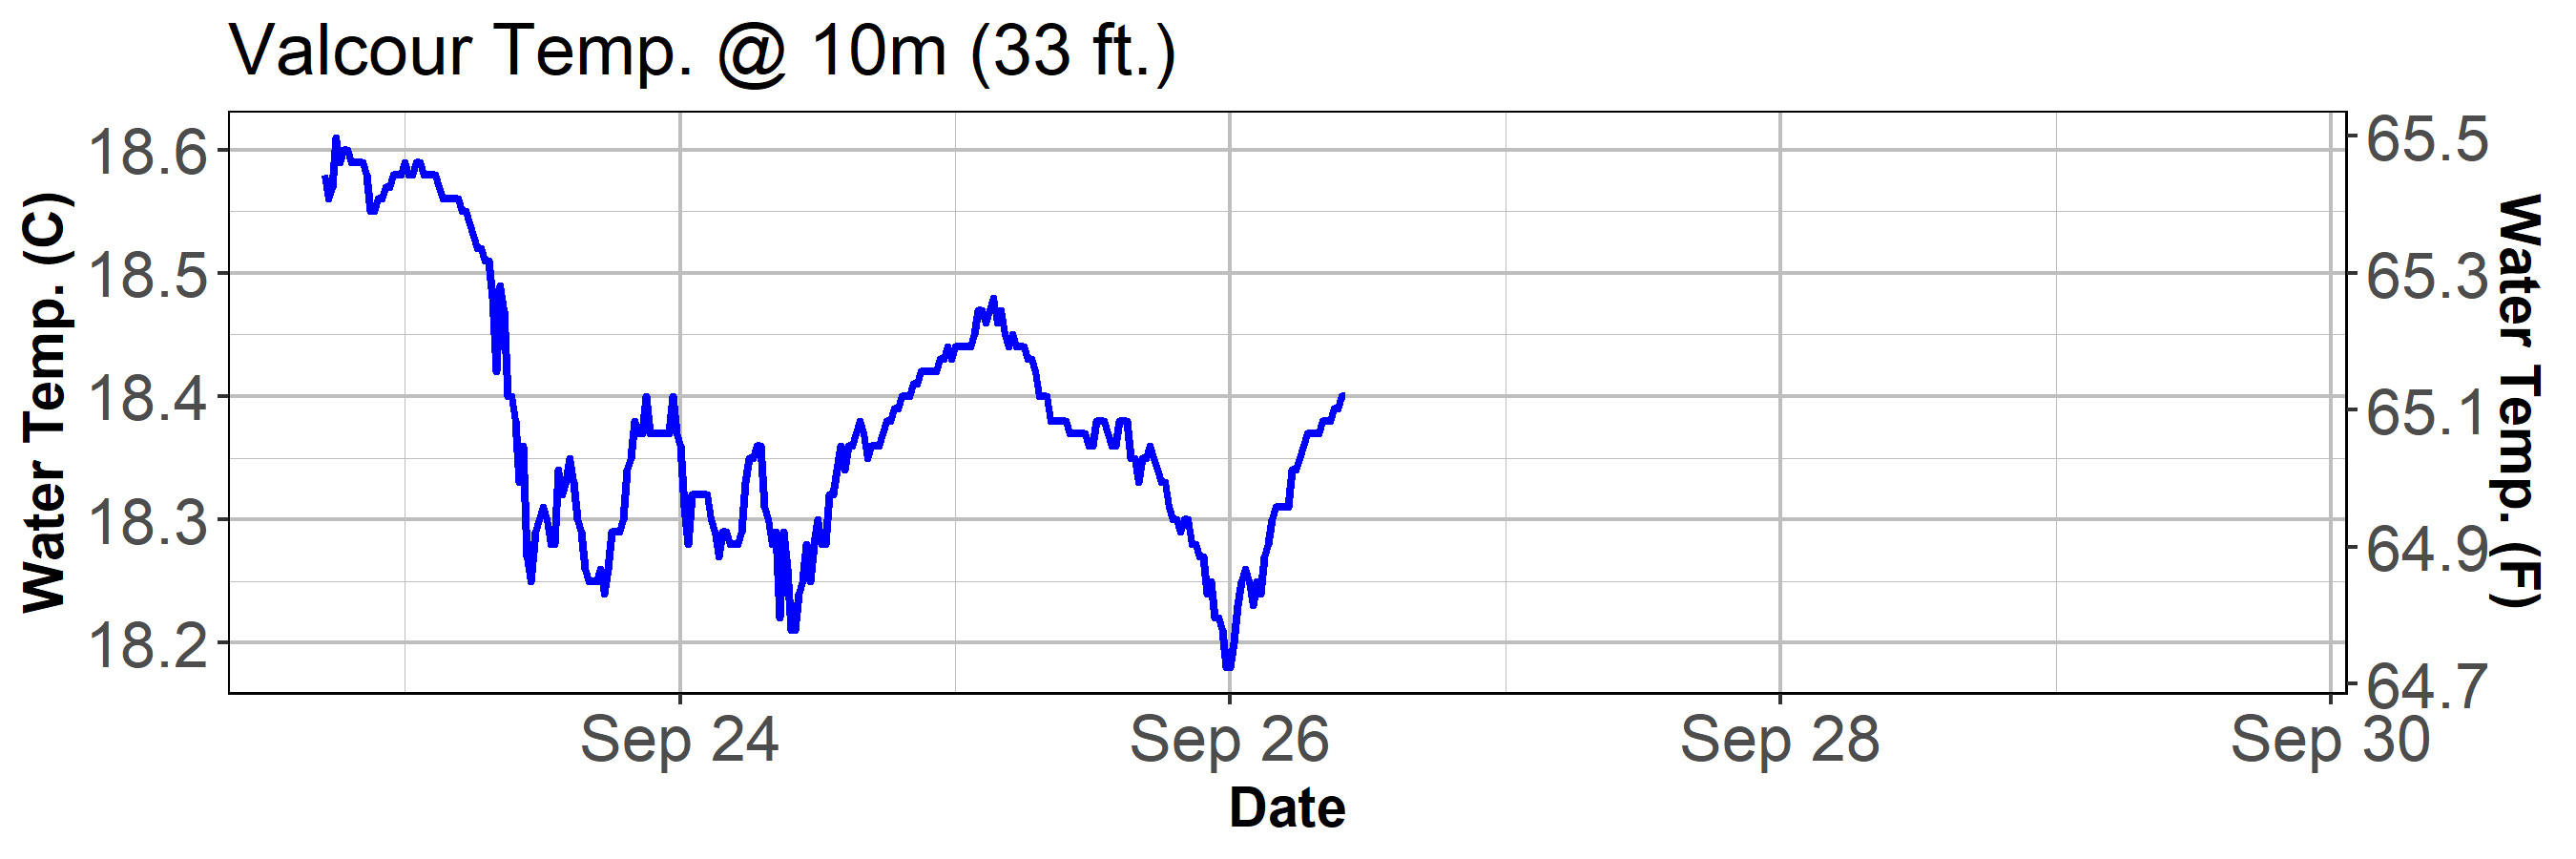 Valcour Temp. @ 10m (33 ft.)
Water Temp. (C)
18.6
18.5
18.4
18.3
18.2
65.5
65.3
65.1
64.9
64.7
Water Temp. (F)
Sep 24
Sep 26
Sep 28
Sep 30
Date